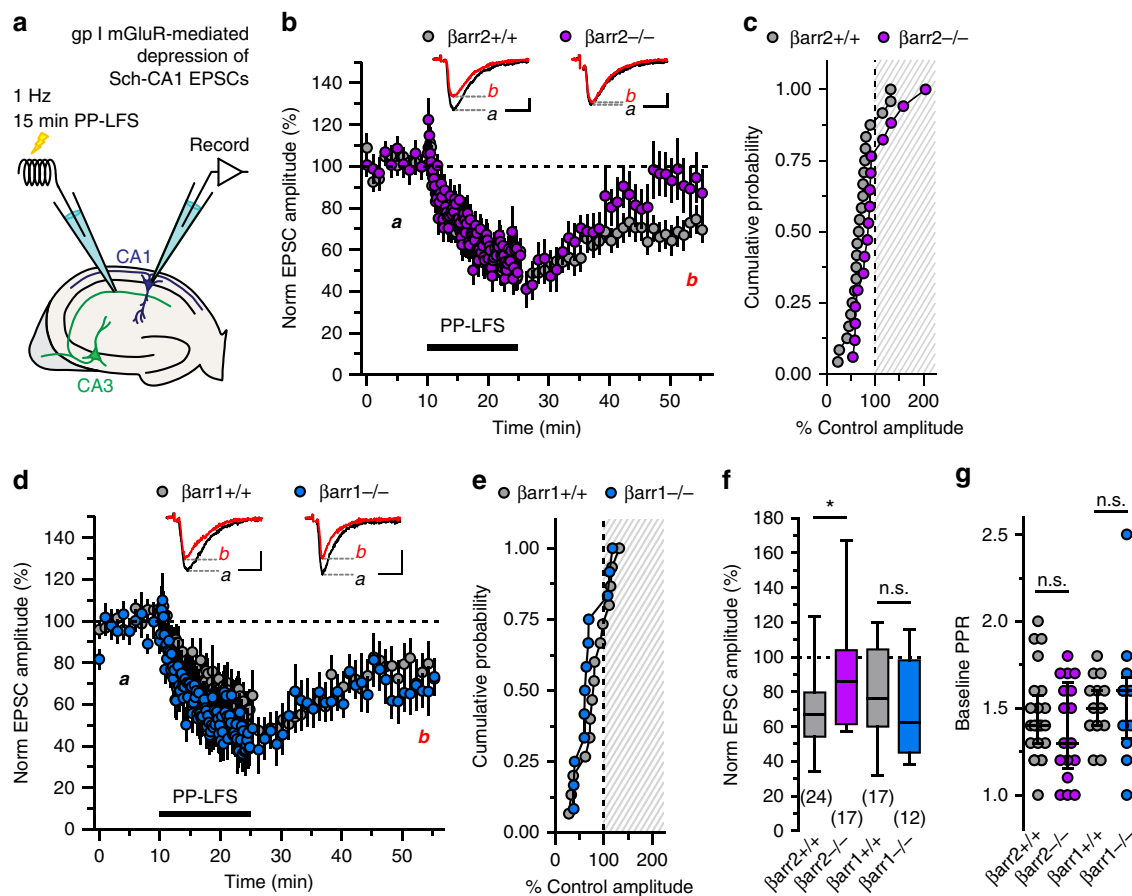 a
gp I mGluR-mediated
depression of
Sch-CA1 EPSCs
1 Hz
15 min PP-LFS
Record
CA1
CA3
b
βarr2+/+
βarr2–/–
b
a
b
a
Norm EPSC amplitude (%)
140
120
100
80
60
40
20
0
a
b
PP-LFS
0 10 20 30 40 50
Time (min)
c
βarr2+/+
βarr2–/–
Cumulative probability
1.00
0.75
0.50
0.25
0.00
0 100 200
% Control amplitude
d
βarr1+/+
βarr1–/–
b
a
b
a
Norm EPSC amplitude (%)
140
120
100
80
60
40
20
0
a
b
PP-LFS
0 10 20 30 40 50
Time (min)
e
βarr1+/+
βarr1–/–
Cumulative probability
1.00
0.75
0.50
0.25
0.00
0 100 200
% Control amplitude
f
Norm EPSC amplitude (%)
180
160
140
120
100
80
60
40
20
0
*
n.s.
(24)
(17)
(17)
(12)
βarr2+/+
βarr2–/–
βarr1+/+
βarr1–/–
g
Baseline PPR
2.5
2.0
1.5
1.0
n.s.
n.s.
βarr2+/+
βarr2–/–
βarr1+/+
βarr1–/–